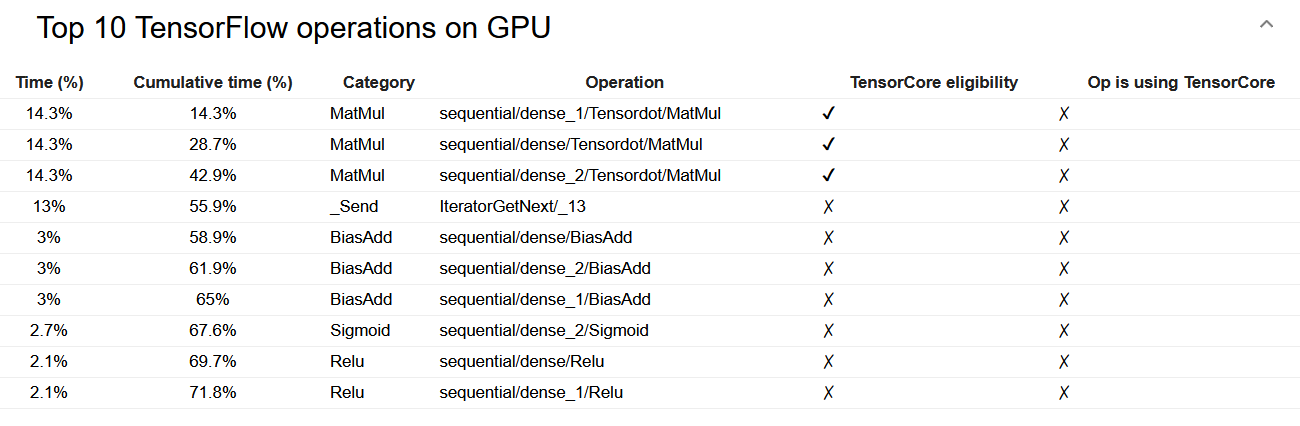 Top 10 TensorFlow operations on GPU
Time (%) Cumulative time (%) Category Operation TensorCore eligibility Op is using TensorCore
14.3% 14.3% MatMul sequential/dense_1/Tensordot/MatMul ✓ ✗
14.3% 28.7% MatMul sequential/dense/Tensordot/MatMul ✓ ✗
14.3% 42.9% MatMul sequential/dense_2/Tensordot/MatMul ✓ ✗
13% 55.9% _Send IteratorGetNext/_13 ✗ ✗
3% 58.9% BiasAdd sequential/dense/BiasAdd ✗ ✗
3% 61.9% BiasAdd sequential/dense_2/BiasAdd ✗ ✗
3% 65% BiasAdd sequential/dense_1/BiasAdd ✗ ✗
2.7% 67.6% Sigmoid sequential/dense_2/Sigmoid ✗ ✗
2.1% 69.7% Relu sequential/dense/Relu ✗ ✗
2.1% 71.8% Relu sequential/dense_1/Relu ✗ ✗